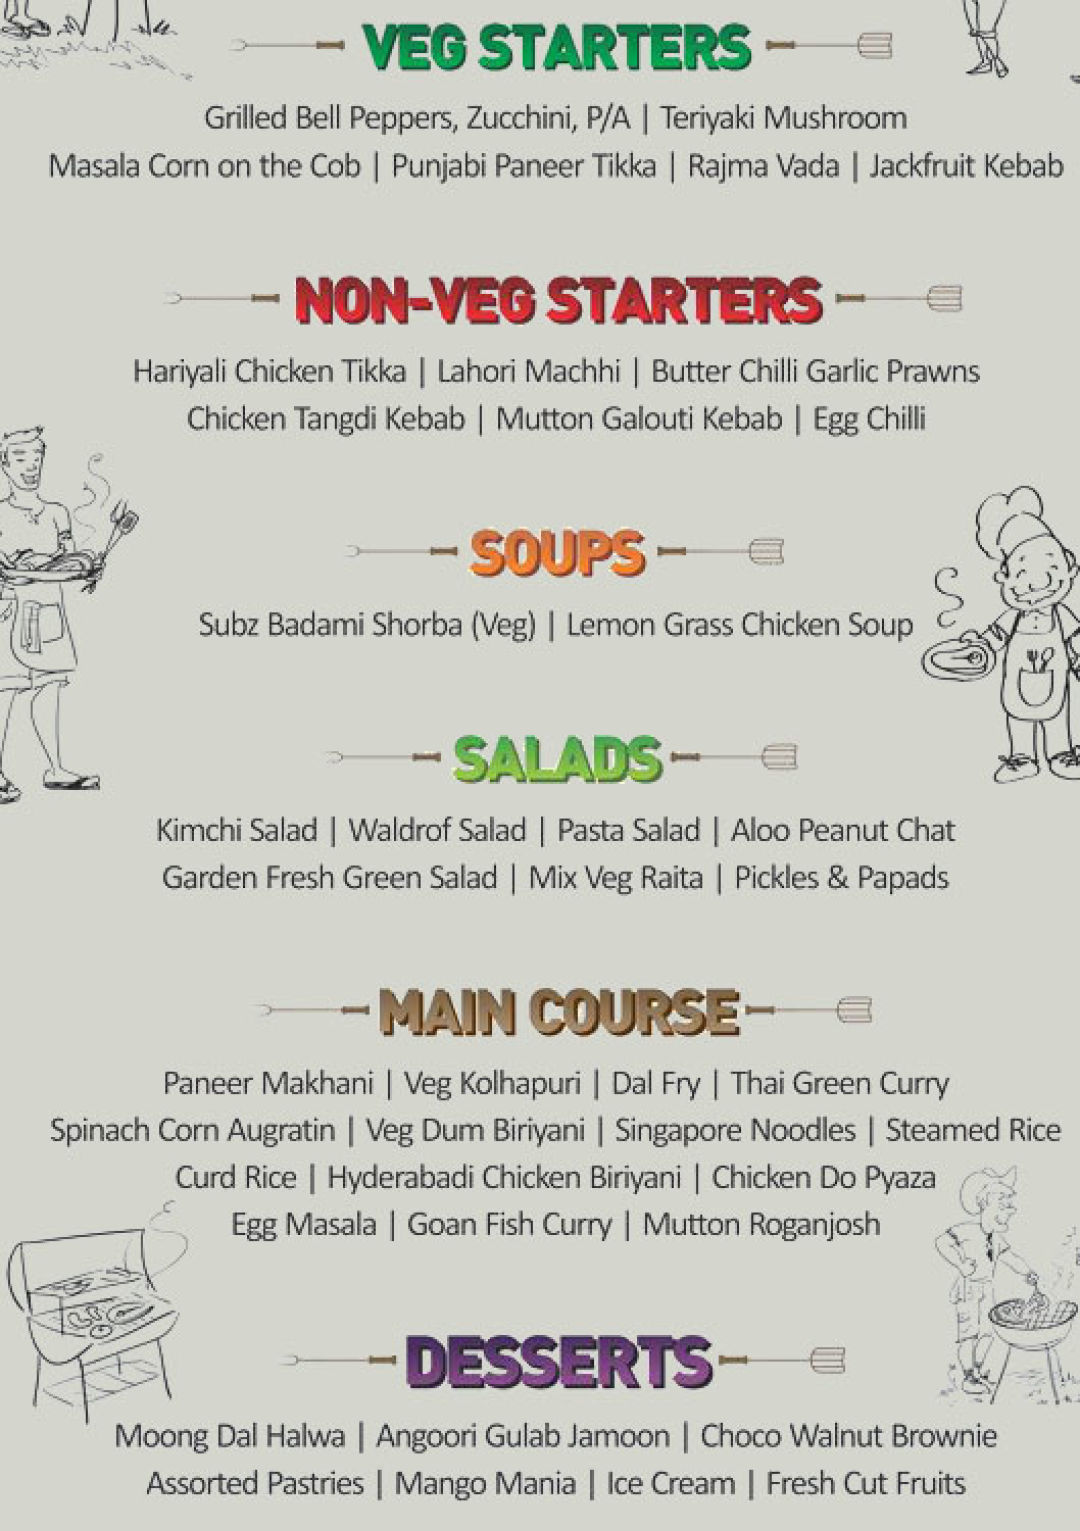 VEG STARTERS
Grilled Bell Peppers, Zucchini, P/A | Teriyaki Mushroom
Masala Corn on the Cob | Punjabi Paneer Tikka | Rajma Vada | Jackfruit Kebab
NON-VEG STARTERS
Hariyali Chicken Tikka | Lahori Machhi | Butter Chilli Garlic Prawns
Chicken Tangdi Kebab | Mutton Galouti Kebab | Egg Chilli
SOUPS
Subz Badami Shorba (Veg) | Lemon Grass Chicken Soup
SALADS
Kimchi Salad | Waldrof Salad | Pasta Salad | Aloo Peanut Chat
Garden Fresh Green Salad | Mix Veg Raita | Pickles & Papads
MAIN COURSE
Paneer Makhani | Veg Kolhapuri | Dal Fry | Thai Green Curry
Spinach Corn Augratin | Veg Dum Biriyani | Singapore Noodles | Steamed Rice
Curd Rice | Hyderabadi Chicken Biriyani | Chicken Do Pyaza
Egg Masala | Goan Fish Curry | Mutton Roganjosh
DESSERTS
Moong Dal Halwa | Angoori Gulab Jamoon | Choco Walnut Brownie
Assorted Pastries | Mango Mania | Ice Cream | Fresh Cut Fruits